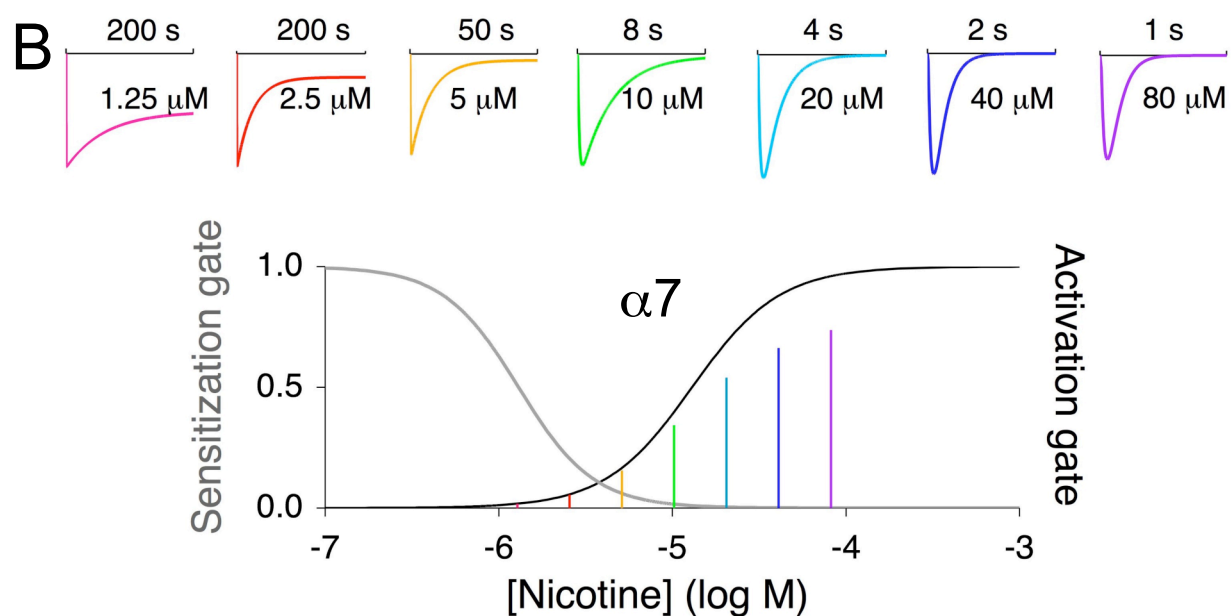 B
200 s 200 s 50 s 8 s 4 s 2 s 1 s
1.25 μM 2.5 μM 5 μM 10 μM 20 μM 40 μM 80 μM
Sensitization gate
1.0
0.5
0.0
α7
Activation gate
-7 -6 -5 -4 -3
[Nicotine] (log M)